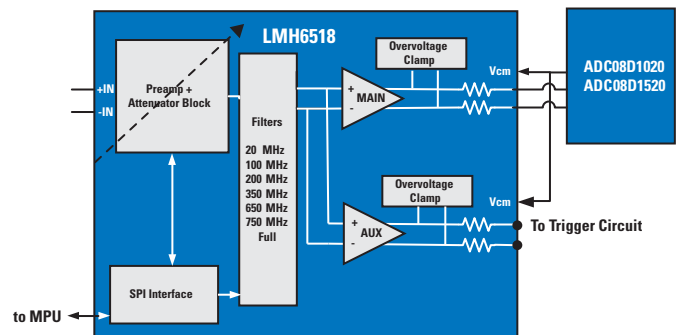 LMH6518
Overvoltage
Clamp
Vcm
ADC08D1020
ADC08D1520
+IN
-IN
Preamp +
Attenuator Block
+
-
MAIN
Filters
20 MHz
100 MHz
200 MHz
350 MHz
650 MHz
750 MHz
Full
Overvoltage
Clamp
Vcm
+
-
AUX
To Trigger Circuit
SPI Interface
to MPU